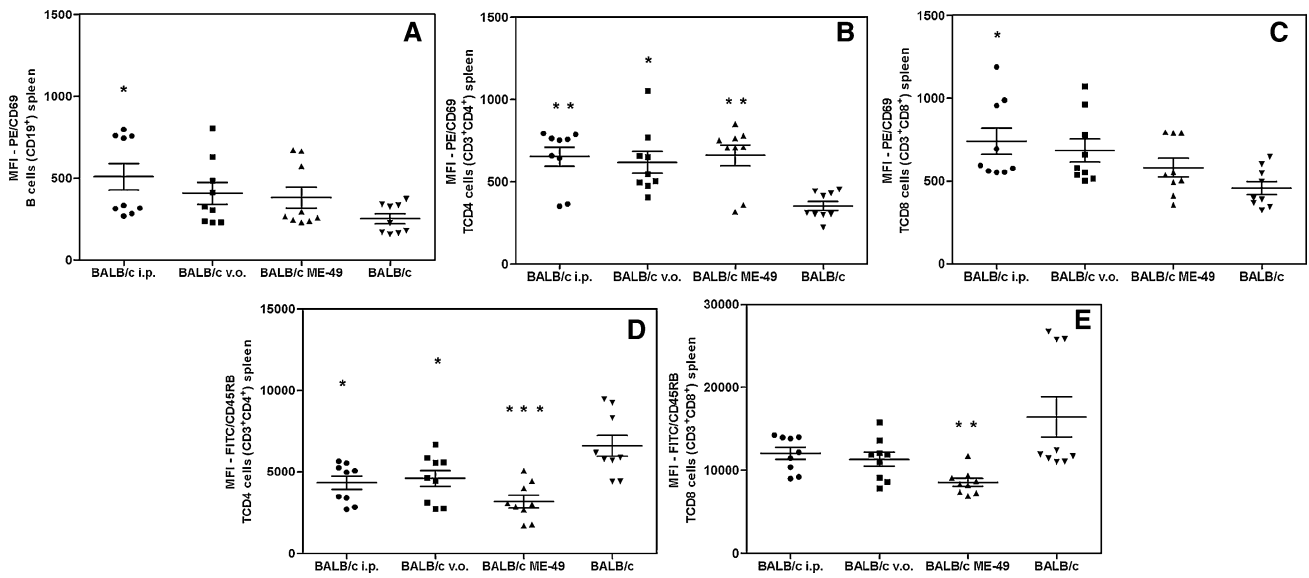 A
1500
1000
500
0
MFI - PE/CD69
B cells (CD19+) spleen
*
BALB/c i.p. BALB/c v.o. BALB/c ME-49 BALB/c
B
1500
1000
500
0
MFI - PE/CD69
TCD4 cells (CD3+CD4+) spleen
* *
*
* *
BALB/c i.p. BALB/c v.o. BALB/c ME-49 BALB/c
C
1500
1000
500
0
MFI - PE/CD69
TCD8 cells (CD3+CD8+) spleen
*
BALB/c i.p. BALB/c v.o. BALB/c ME-49 BALB/c
D
15000
10000
5000
0
MFI - FITC/CD45RB
TCD4 cells (CD3+CD4+) spleen
*
*
* * *
BALB/c i.p. BALB/c v.o. BALB/c ME-49 BALB/c
E
30000
20000
10000
0
MFI - FITC/CD45RB
TCD8 cells (CD3+CD8+) spleen
* *
BALB/c i.p. BALB/c v.o. BALB/c ME-49 BALB/c